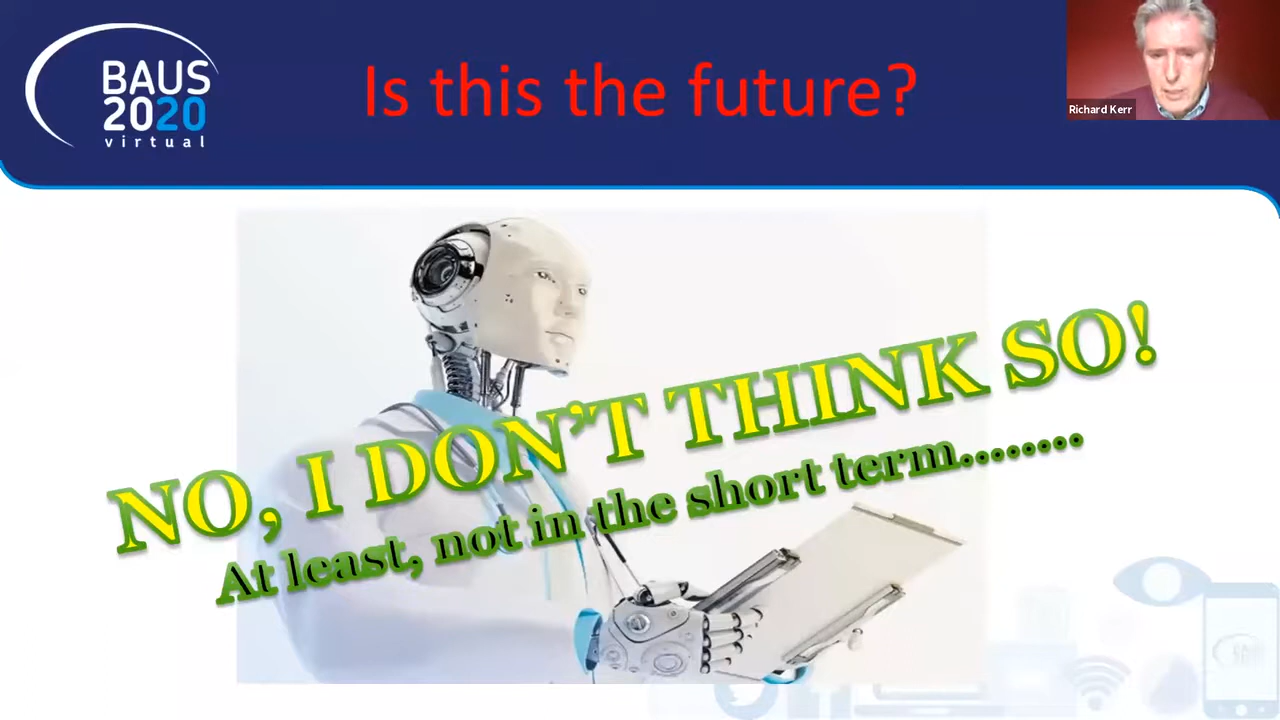 BAUS
2020
virtual
Is this the future?
Richard Kerr
NO, I DON'T THINK SO!
At least, not in the short term........